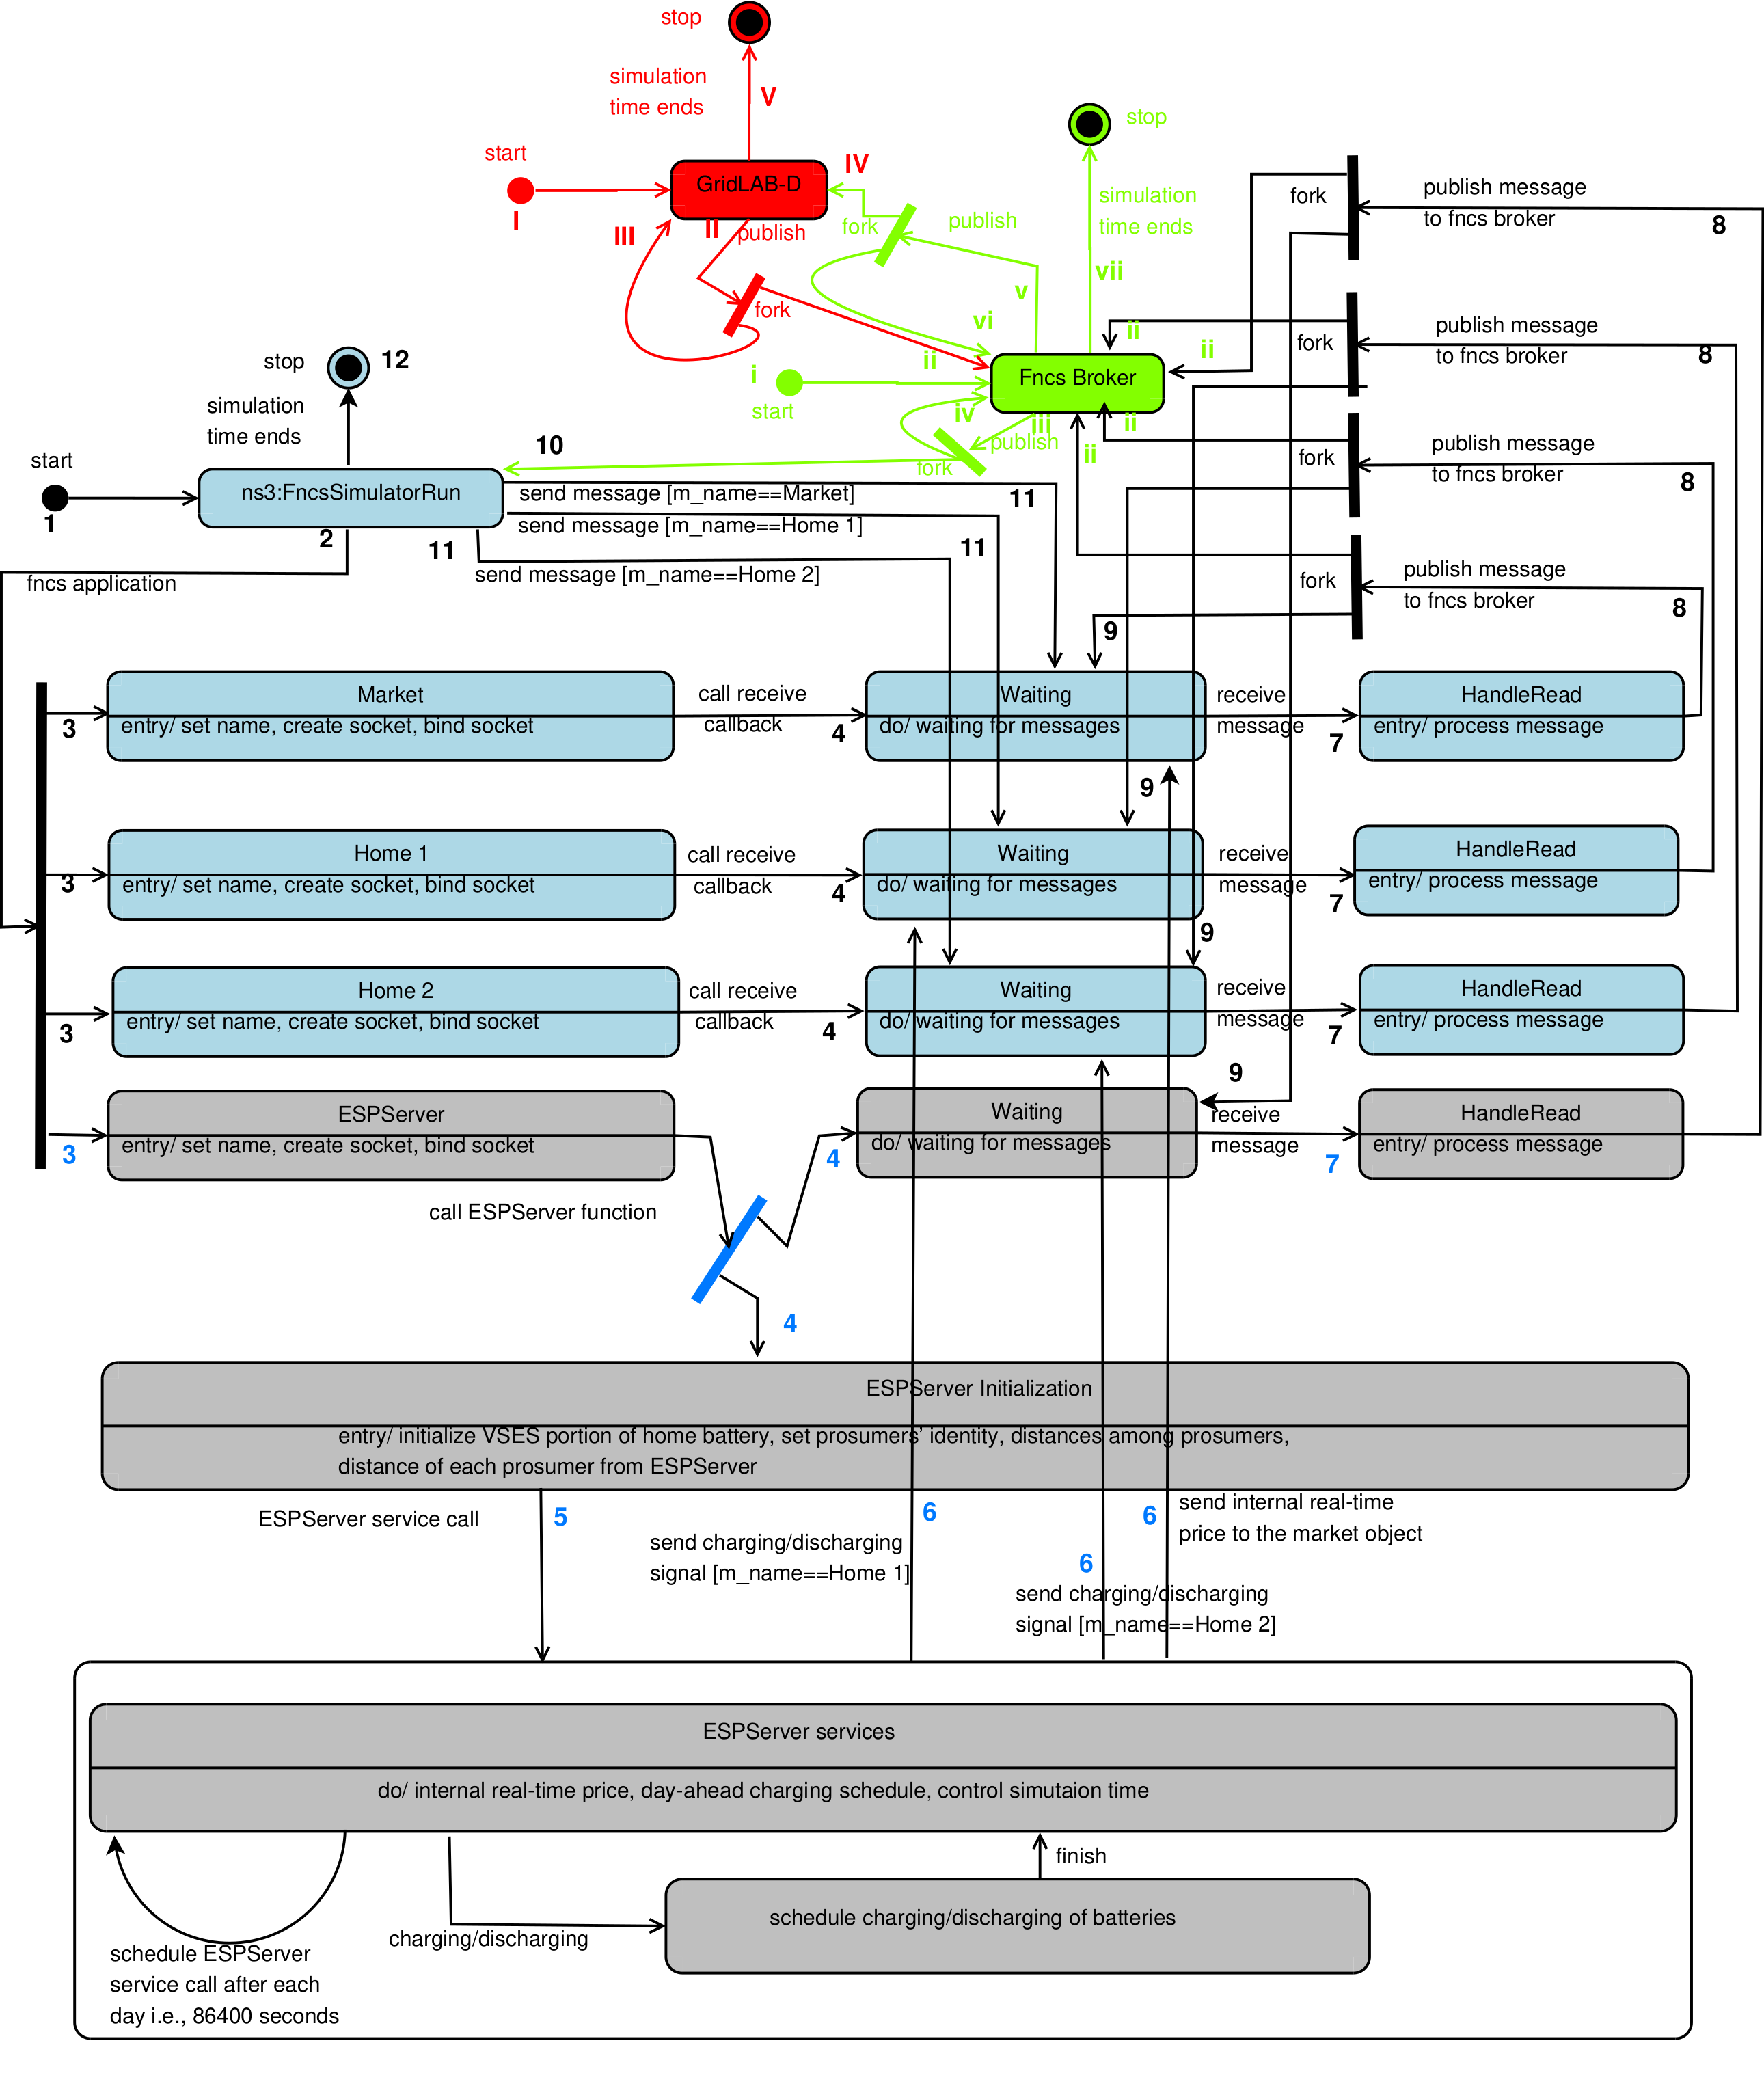 stop
simulation
time ends
V
start
I
GridLAB-D
IV
III
II
publish
fork
stop
simulation
time ends
vii
publish
fork
v
vi
ii
i
start
Fncs Broker
iv
iii
publish
fork
ii
ii
ii
ii
fork
publish message
to fncs broker
8
fork
publish message
to fncs broker
8
fork
publish message
to fncs broker
8
fork
publish message
to fncs broker
8
stop
12
simulation
time ends
start
1
ns3:FncsSimulatorRun
10
2
11
send message [m_name==Market]
11
send message [m_name==Home 1]
11
send message [m_name==Home 2]
fncs application
9
3
Market
entry/ set name, create socket, bind socket
call receive
callback
4
Waiting
do/ waiting for messages
receive
message
7
HandleRead
entry/ process message
9
3
Home 1
entry/ set name, create socket, bind socket
call receive
callback
4
Waiting
do/ waiting for messages
receive
message
7
HandleRead
entry/ process message
9
3
Home 2
entry/ set name, create socket, bind socket
call receive
callback
4
Waiting
do/ waiting for messages
receive
message
7
HandleRead
entry/ process message
9
3
ESPServer
entry/ set name, create socket, bind socket
4
Waiting
do/ waiting for messages
receive
message
7
HandleRead
entry/ process message
call ESPServer function
4
ESPServer Initialization
entry/ initialize VSES portion of home battery, set prosumers' identity, distances among prosumers,
distance of each prosumer from ESPServer
ESPServer service call
5
send charging/discharging
signal [m_name==Home 1]
6
6
send internal real-time
price to the market object
6
send charging/discharging
signal [m_name==Home 2]
ESPServer services
do/ internal real-time price, day-ahead charging schedule, control simutaion time
finish
schedule charging/discharging of batteries
charging/discharging
schedule ESPServer
service call after each
day i.e., 86400 seconds